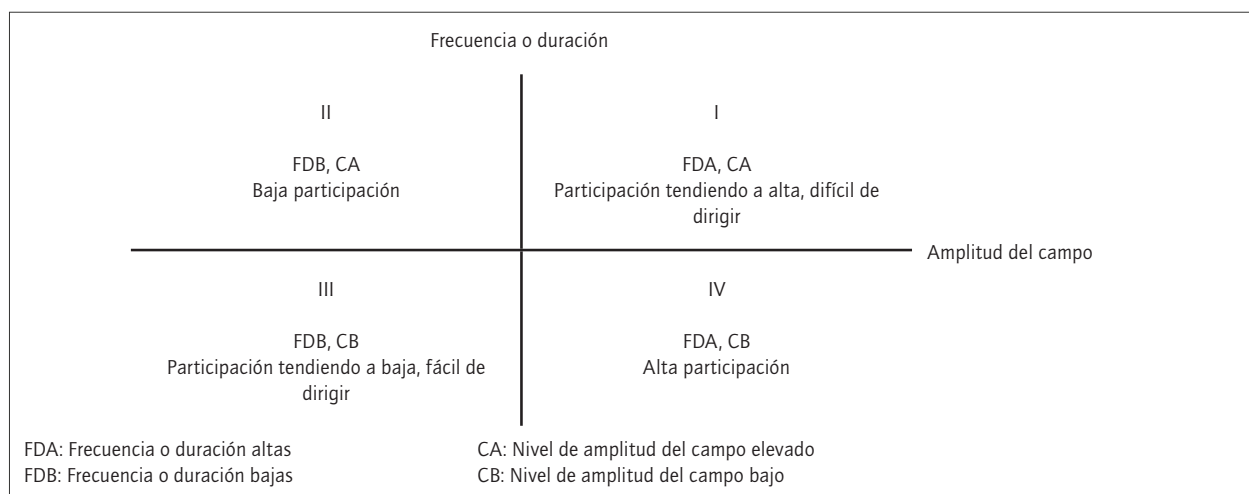 Frecuencia o duración
II
I
FDB, CA
Baja participación
FDA, CA
Participación tendiendo a alta, difícil de
dirigir
Amplitud del campo
III
IV
FDB, CB
Participación tendiendo a baja, fácil de
dirigir
FDA, CB
Alta participación
FDA: Frecuencia o duración altas
FDB: Frecuencia o duración bajas
CA: Nivel de amplitud del campo elevado
CB: Nivel de amplitud del campo bajo